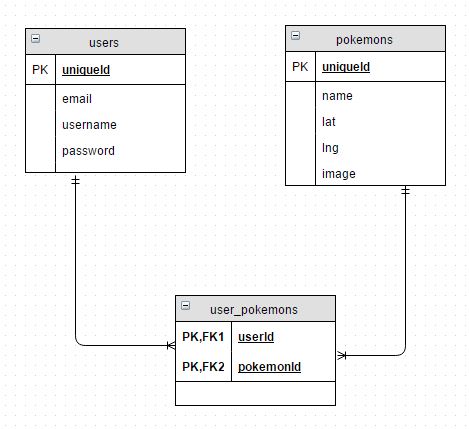 users
PK uniqueId
email
username
password
pokemons
PK uniqueId
name
lat
lng
image
user_pokemons
PK,FK1 userId
PK,FK2 pokemonId